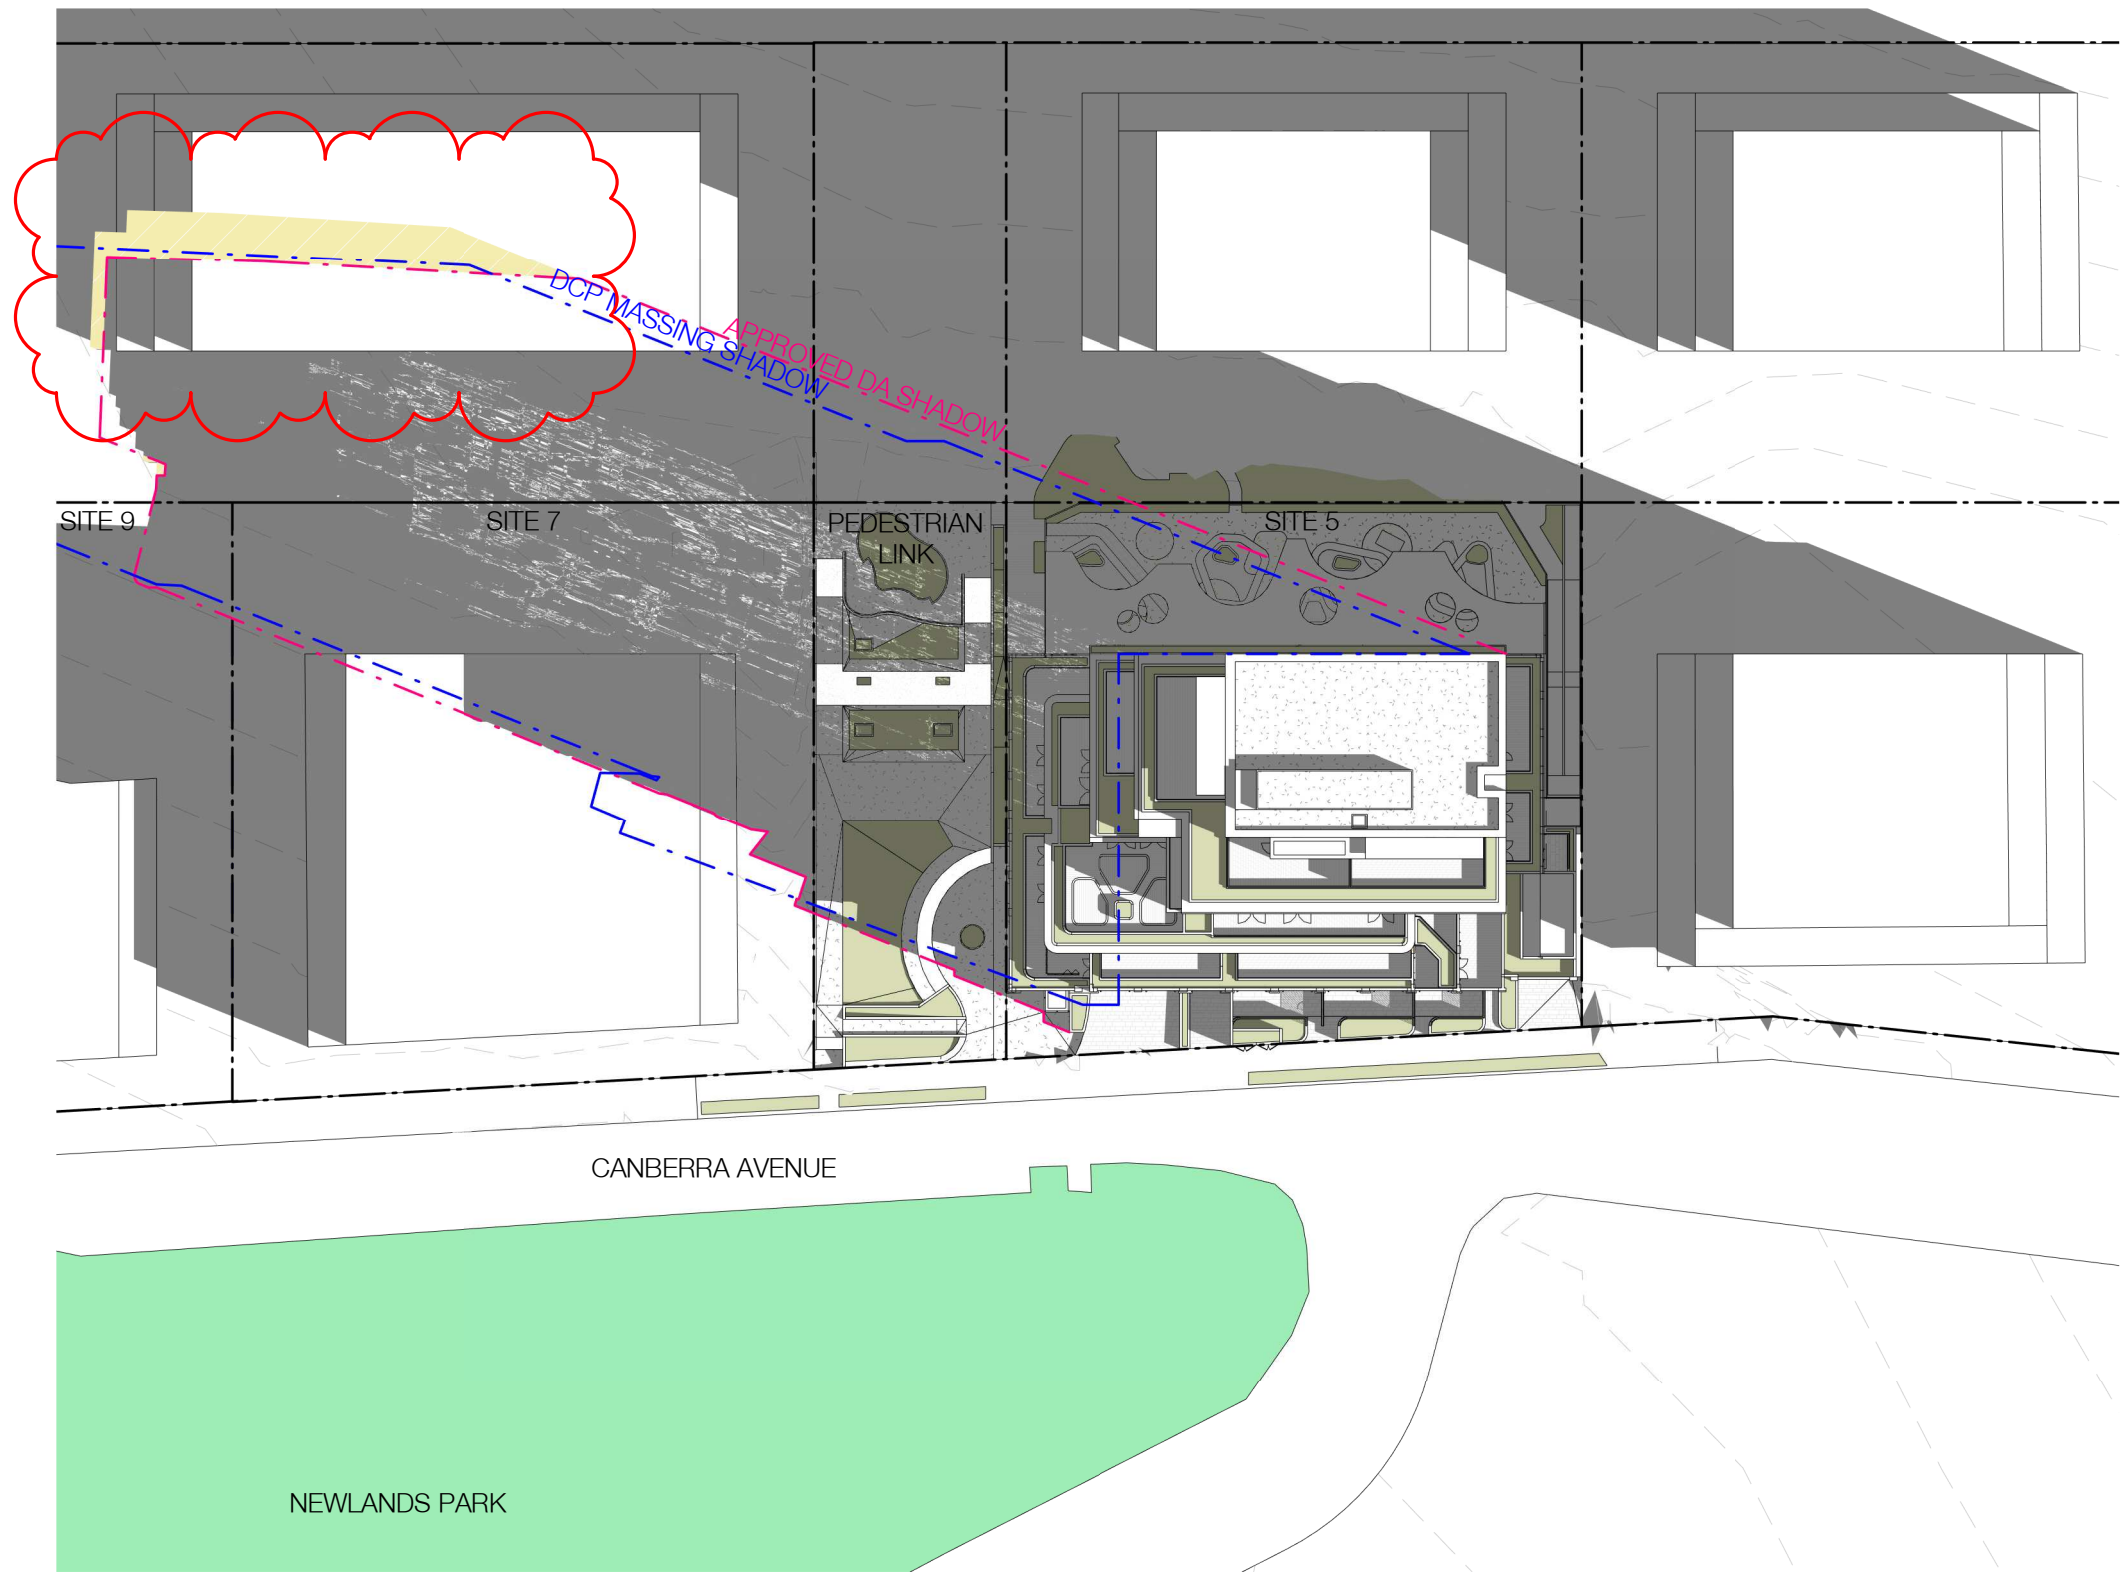 DCP MASSING SHADOW
APPROVED DA SHADOW
SITE 9
SITE 7
PEDESTRIAN
LINK
SITE 5
CANBERRA AVENUE
NEWLANDS PARK